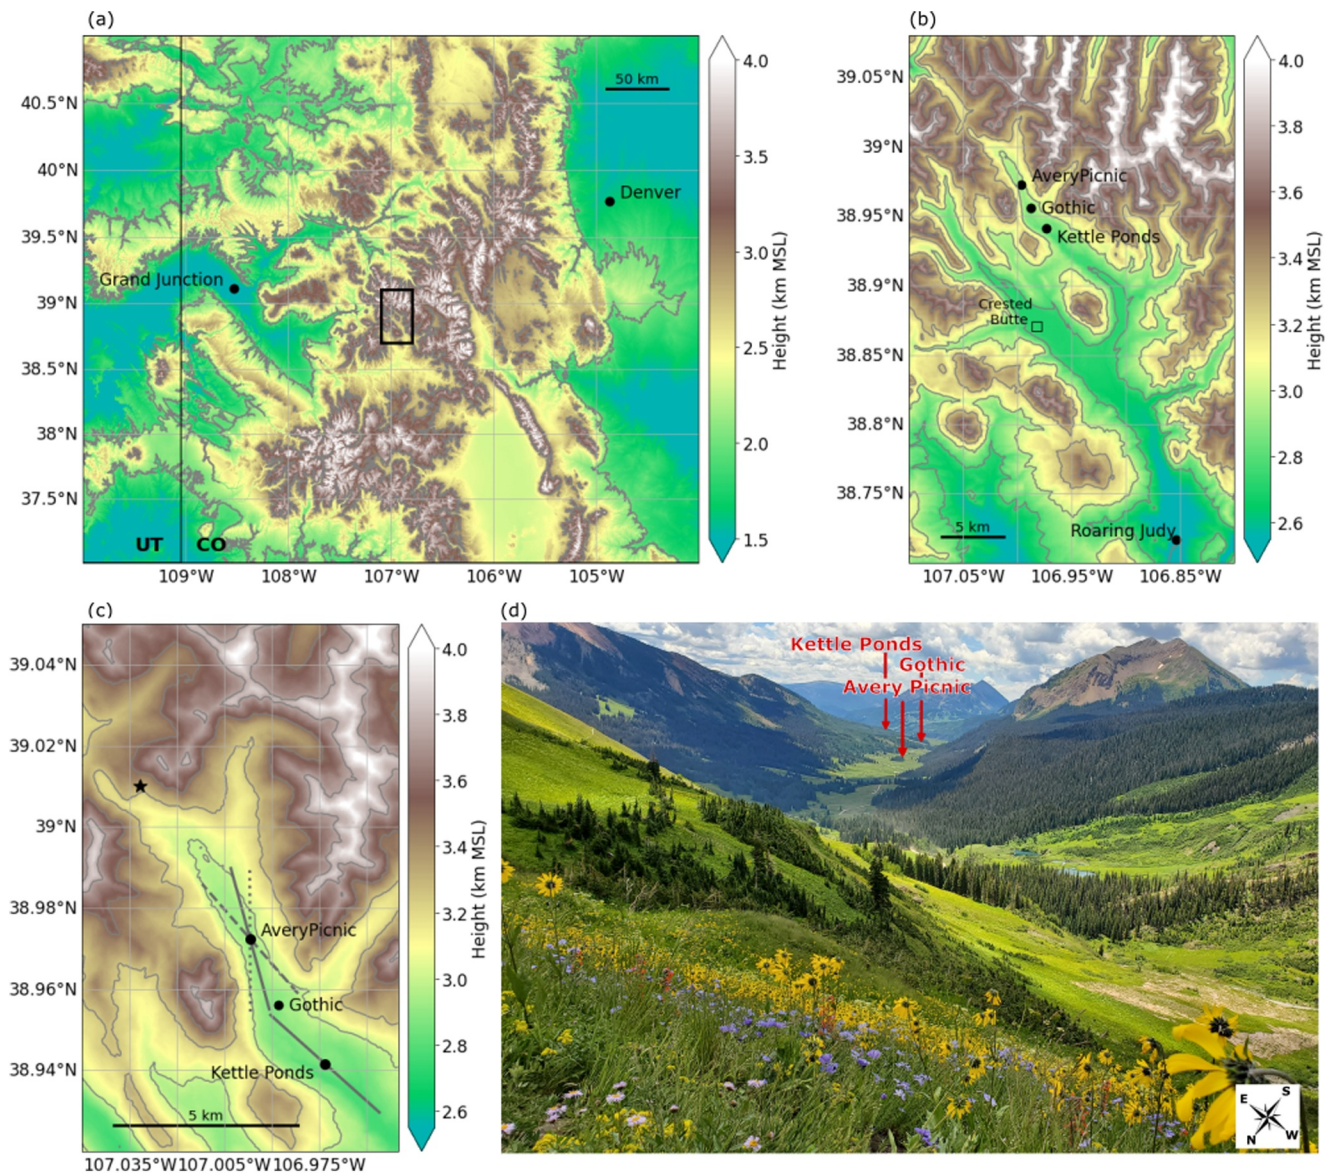 (a)
40.5°N
40°N
39.5°N
39°N
38.5°N
38°N
37.5°N
109°W 108°W 107°W 106°W 105°W
50 km
Denver
Grand Junction
UT CO
4.0
3.5
3.0
2.5
2.0
1.5
Height (km MSL)
(b)
39.05°N
39°N
38.95°N
38.9°N
38.85°N
38.8°N
38.75°N
107.05°W 106.95°W 106.85°W
AveryPicnic
Gothic
Kettle Ponds
Crested
Butte
5 km
Roaring Judy
4.0
3.8
3.6
3.4
3.2
3.0
2.8
2.6
Height (km MSL)
(c)
39.04°N
39.02°N
39°N
38.98°N
38.96°N
38.94°N
107.035°W 107.005°W 106.975°W
AveryPicnic
Gothic
Kettle Ponds
5 km
4.0
3.8
3.6
3.4
3.2
3.0
2.8
2.6
Height (km MSL)
(d)
Kettle Ponds
Gothic
Avery Picnic
E S
N W